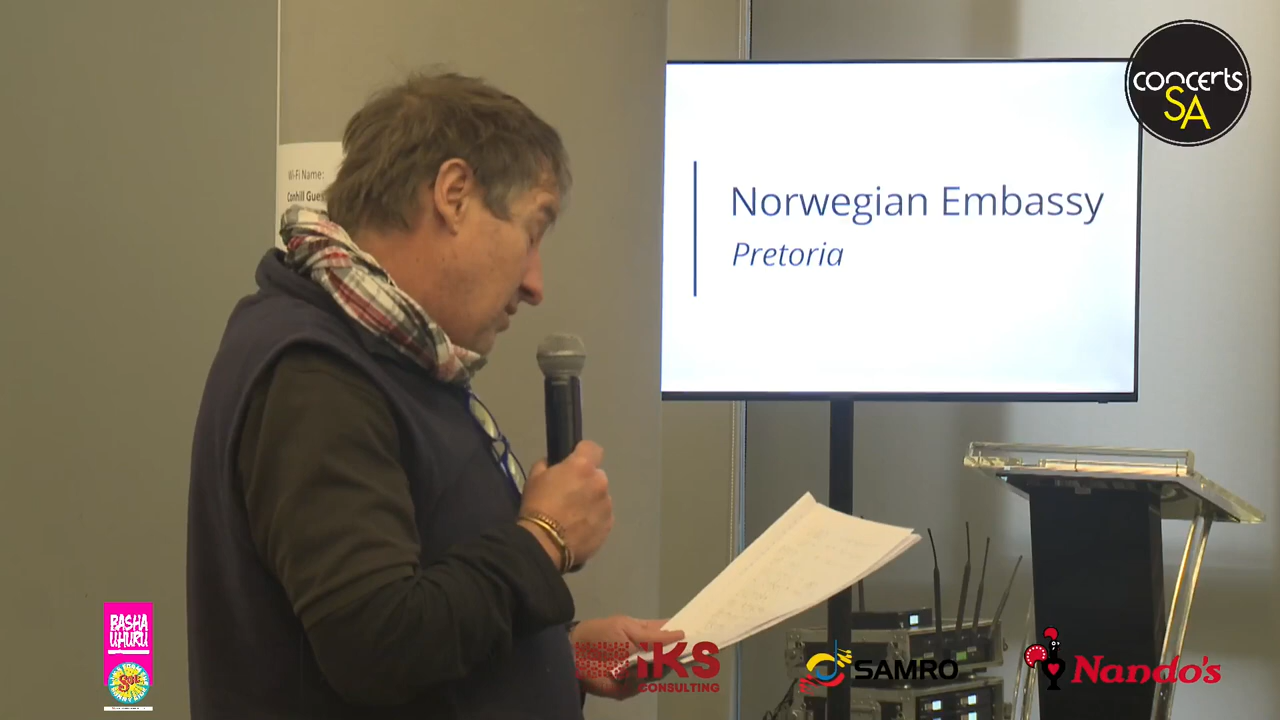 concerts
SA
Wi-Fi Name:
Norwegian Embassy
Pretoria
BASHA
UHURU
IKS
CONSULTING
SAMRO
Nando's